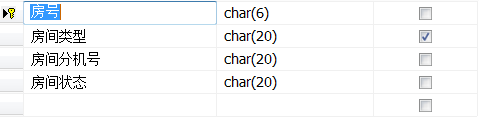 房号 char(6)
房间类型 char(20)
房间分机号 char(20)
房间状态 char(20)